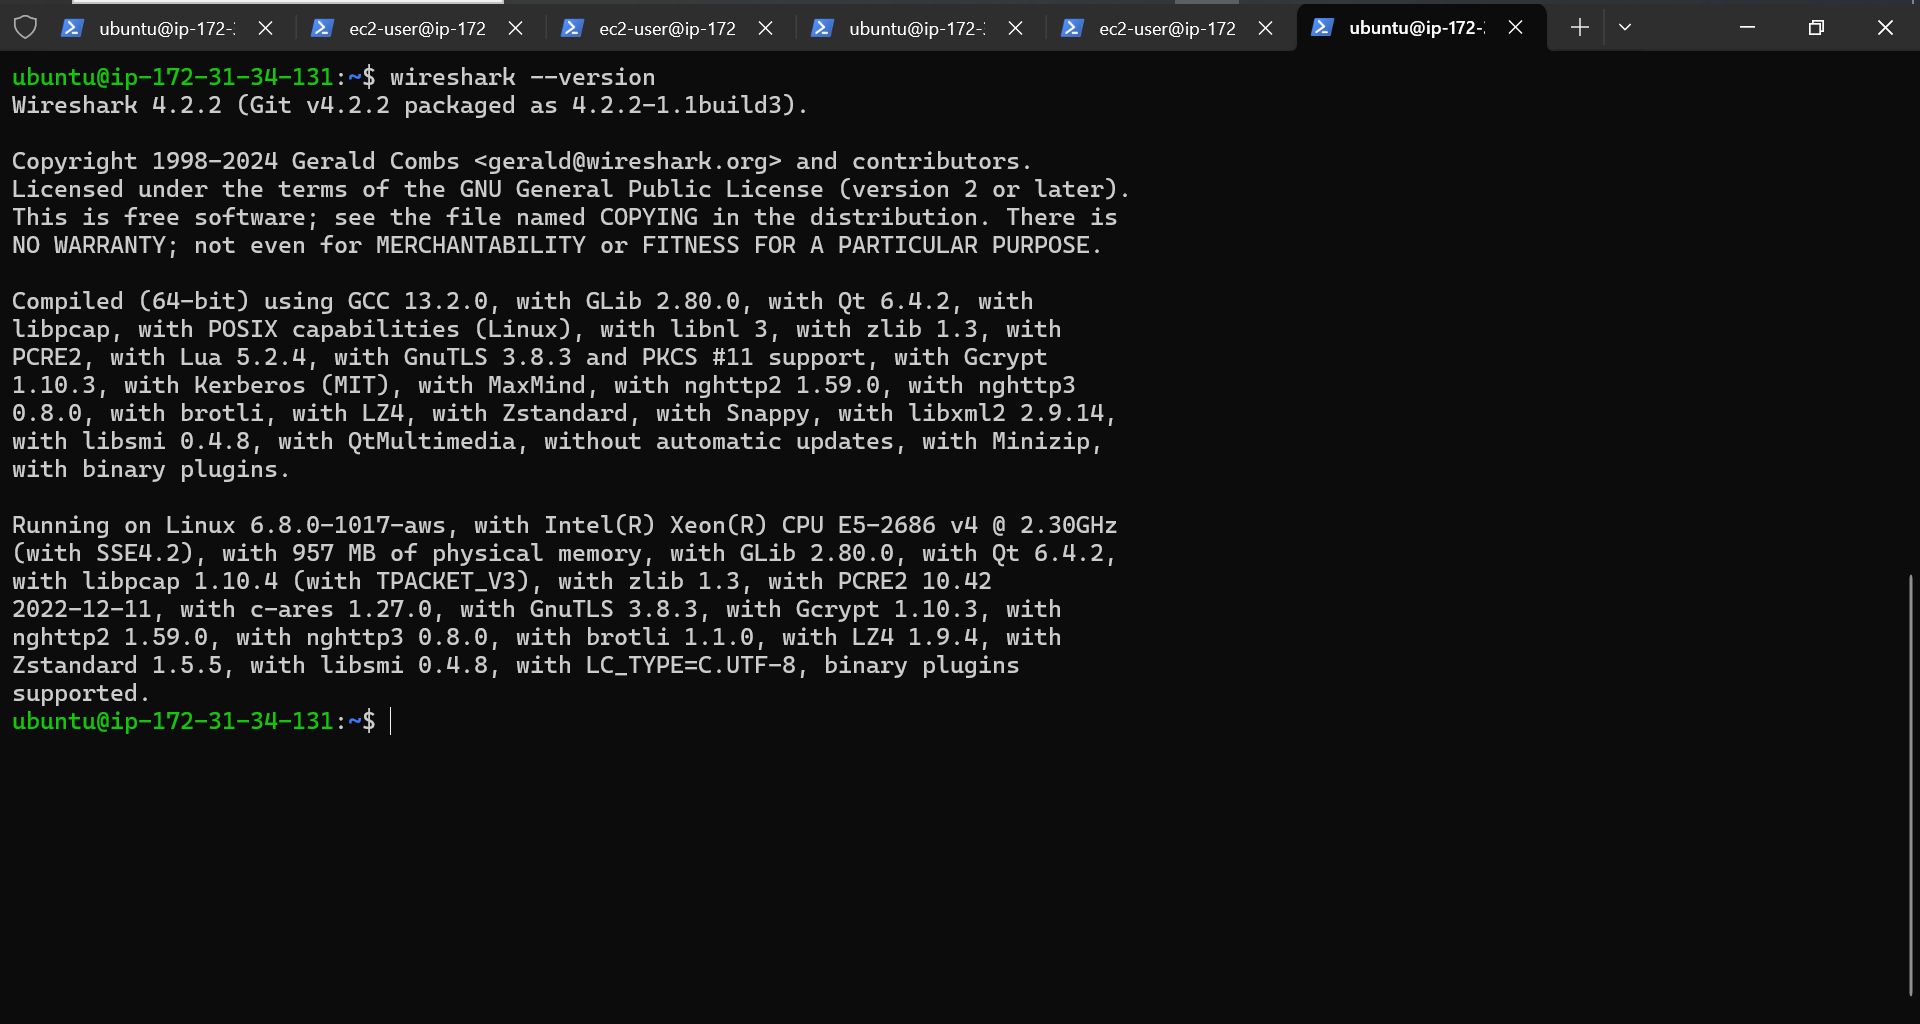 ubuntu@ip-172-: ec2-user@ip-172 ec2-user@ip-172 ubuntu@ip-172-: ec2-user@ip-172 ubuntu@ip-172-:
ubuntu@ip-172-31-34-131:~$ wireshark --version
Wireshark 4.2.2 (Git v4.2.2 packaged as 4.2.2-1.1build3).
Copyright 1998-2024 Gerald Combs <gerald@wireshark.org> and contributors.
Licensed under the terms of the GNU General Public License (version 2 or later).
This is free software; see the file named COPYING in the distribution. There is
NO WARRANTY; not even for MERCHANTABILITY or FITNESS FOR A PARTICULAR PURPOSE.
Compiled (64-bit) using GCC 13.2.0, with GLib 2.80.0, with Qt 6.4.2, with
libpcap, with POSIX capabilities (Linux), with libnl 3, with zlib 1.3, with
PCRE2, with Lua 5.2.4, with GnuTLS 3.8.3 and PKCS #11 support, with Gcrypt
1.10.3, with Kerberos (MIT), with MaxMind, with nghttp2 1.59.0, with nghttp3
0.8.0, with brotli, with LZ4, with Zstandard, with Snappy, with libxml2 2.9.14,
with libsmi 0.4.8, with QtMultimedia, without automatic updates, with Minizip,
with binary plugins.
Running on Linux 6.8.0-1017-aws, with Intel(R) Xeon(R) CPU E5-2686 v4 @ 2.30GHz
(with SSE4.2), with 957 MB of physical memory, with GLib 2.80.0, with Qt 6.4.2,
with libpcap 1.10.4 (with TPACKET_V3), with zlib 1.3, with PCRE2 10.42
2022-12-11, with c-ares 1.27.0, with GnuTLS 3.8.3, with Gcrypt 1.10.3, with
nghttp2 1.59.0, with nghttp3 0.8.0, with brotli 1.1.0, with LZ4 1.9.4, with
Zstandard 1.5.5, with libsmi 0.4.8, with LC_TYPE=C.UTF-8, binary plugins
supported.
ubuntu@ip-172-31-34-131:~$